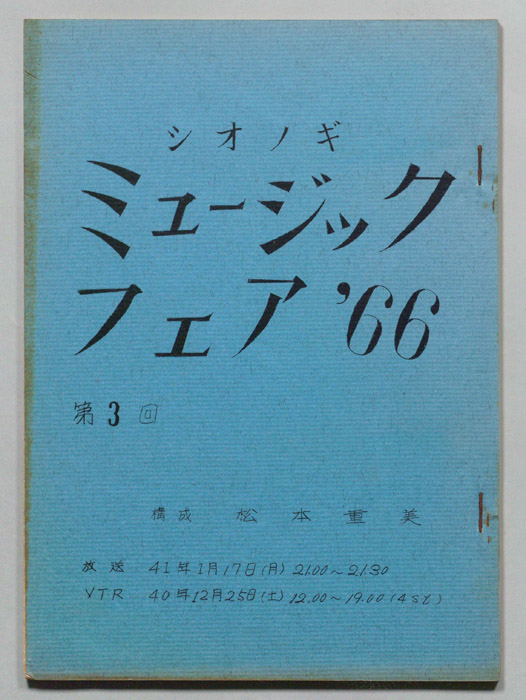 シオノギ
ミュージック
フェア '66
第3回
構成 松本重美
放送 41年1月17日(月) 21.00〜21.30
VTR 40年12月25日(土) 12.00〜19.00(4st)